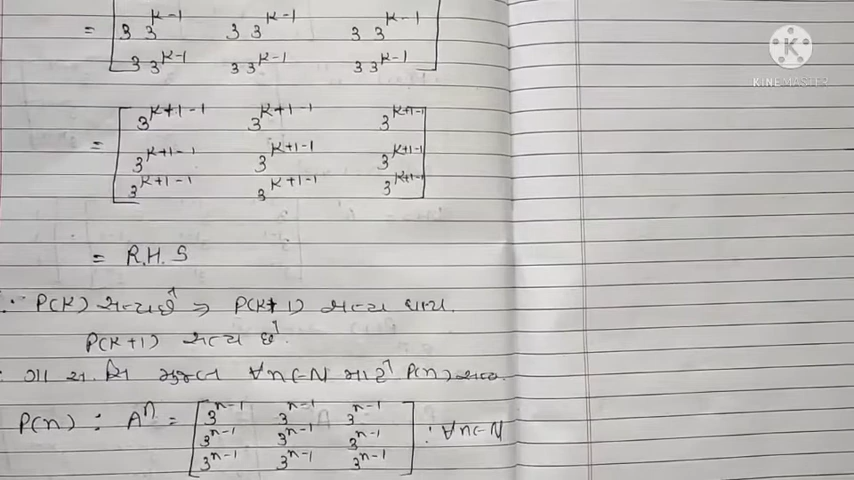 = [ 3 3^{k-1} 3 3^{k-1} 3 3^{k-1}
3 3^{k-1} 3 3^{k-1} 3 3^{k-1} ]
= [ 3^{k+1-1} 3^{k+1-1} 3^{k+1-1}
3^{k+1-1} 3^{k+1-1} 3^{k+1-1}
3^{k+1-1} 3^{k+1-1} 3^{k+1-1} ]
= R.H.S
∴ P(k) સત્ય છે ⇒ P(k+1) સત્ય થાય.
P(k+1) સત્ય છે.
∴ ગા. અ. સિ મુજબ ∀n∈N માટે P(n) સત્ય.
P(n) : A^n = [ 3^{n-1} 3^{n-1} 3^{n-1}
3^{n-1} 3^{n-1} 3^{n-1}
3^{n-1} 3^{n-1} 3^{n-1} ] ; ∀n∈N
K
KINEMASTER